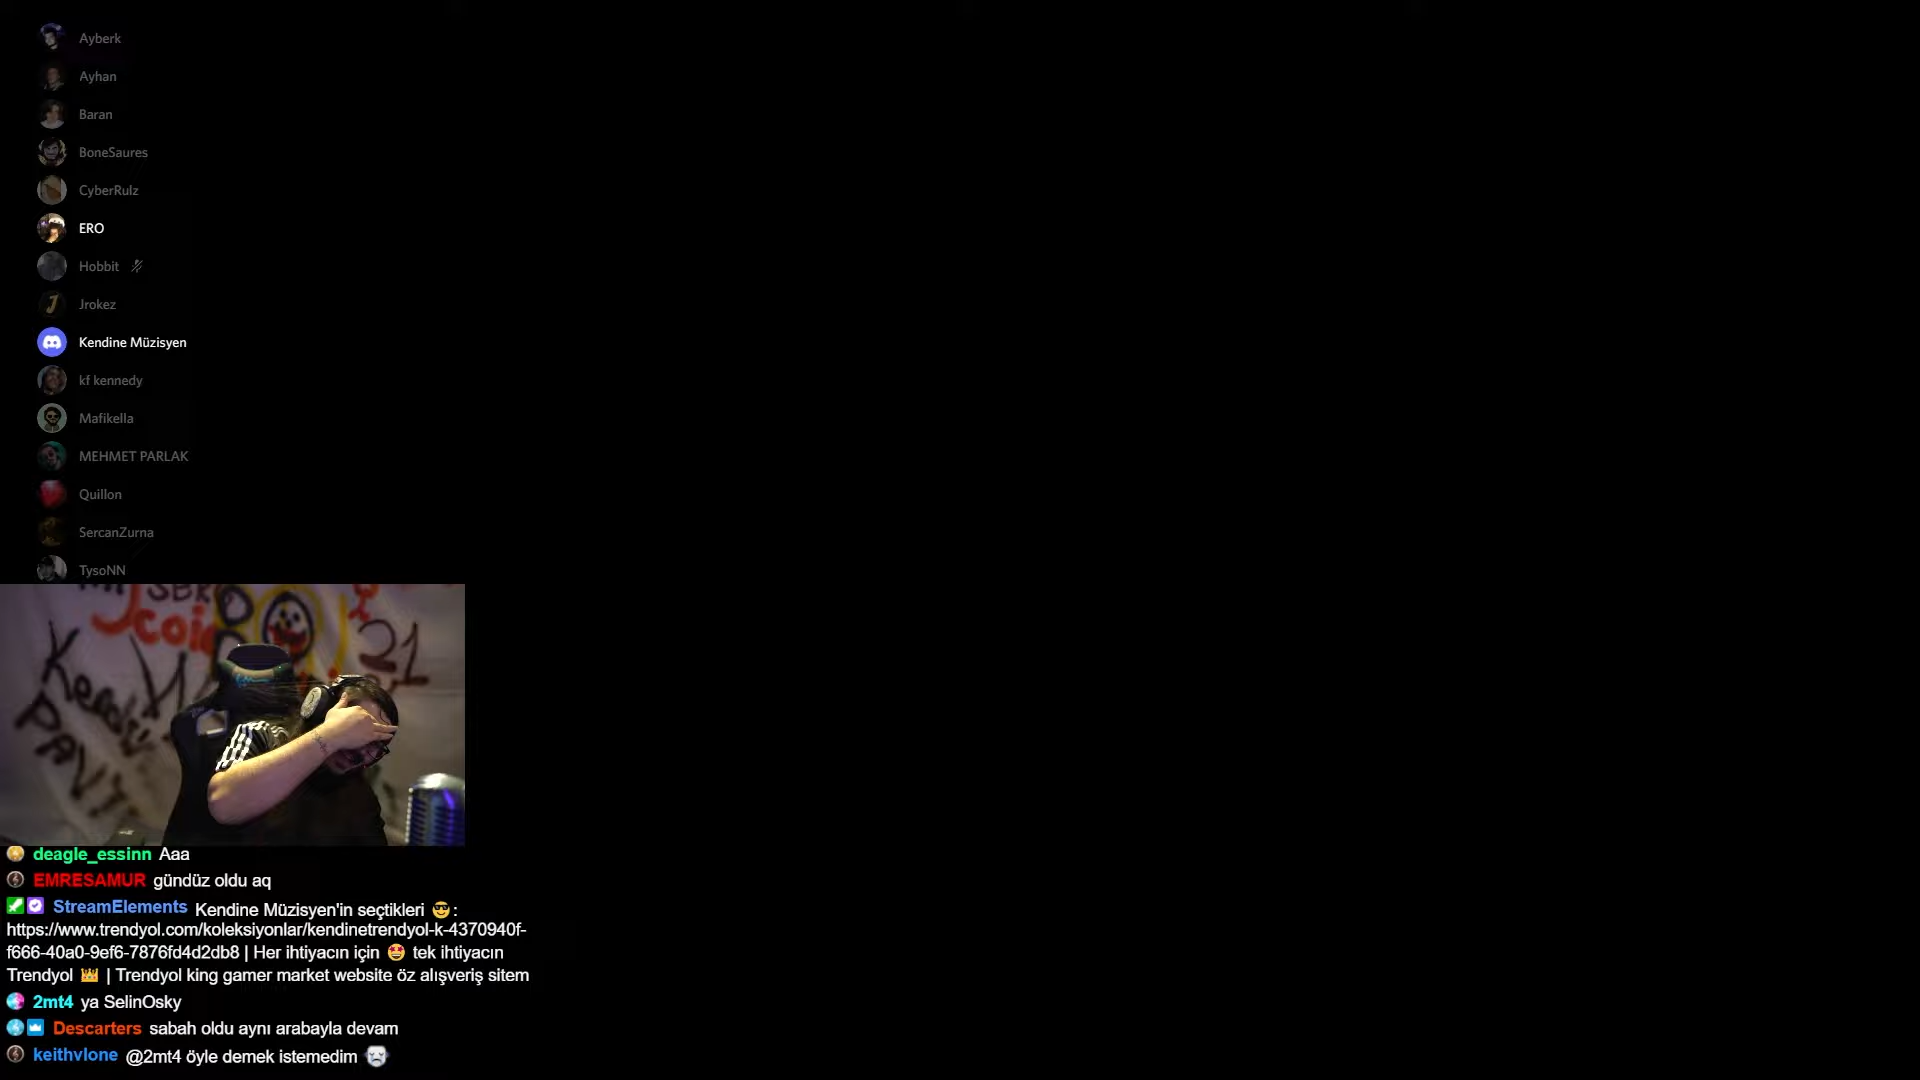 Ayberk
Ayhan
Baran
BoneSaures
CyberRulz
ERO
Hobbit
Jrokez
Kendine Müzisyen
kf kennedy
Mafikella
MEHMET PARLAK
Quillon
SercanZurna
TysoNN
coin
21
deagle_essinn Aaa
EMRESAMUR gündüz oldu aq
StreamElements Kendine Müzisyen'in seçtikleri 😎:
https://www.trendyol.com/koleksiyonlar/kendinetrendyol-k-4370940f-
f666-40a0-9ef6-7876fd4d2db8 | Her ihtiyacın için 🤩 tek ihtiyacın
Trendyol 👑 | Trendyol king gamer market website öz alışveriş sitem
2mt4 ya SelinOsky
Descarters sabah oldu aynı arabayla devam
keithvlone @2mt4 öyle demek istemedim